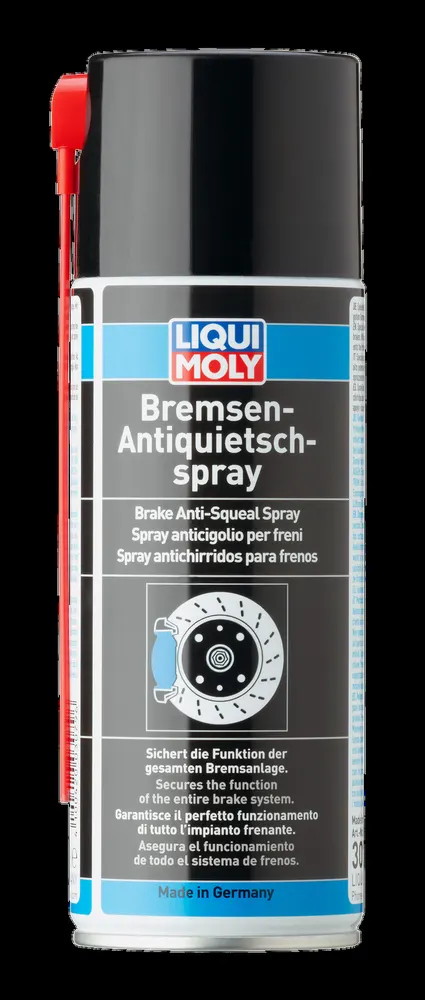 LIQUI
MOLY
Bremsen-
Antiquietsch-
spray
Brake Anti-Squeal Spray
Spray anticigolio per freni
Spray antichirridos para frenos
Sichert die Funktion der
gesamten Bremsanlage.
Secures the function
of the entire brake system.
Garantisce il perfetto funzionamento
di tutto l'impianto frenante.
Asegura el funcionamiento
de todo el sistema de frenos.
Made in Germany